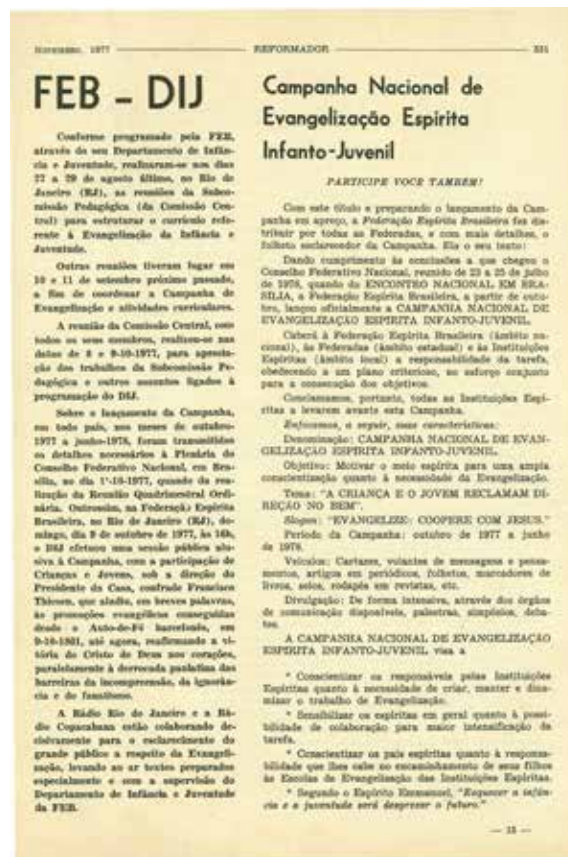 NOVEMBRO, 1977
REFORMADOR
331
FEB - DIJ
Conforme programado pela FEB,
através do seu Departamento de Infân-
cia e Juventude, realizaram-se nos dias
27 a 29 de agosto último, no Rio de
Janeiro (RJ), as reuniões da Subco-
missão Pedagógica (da Comissão Cen-
tral) para estruturar o currículo refe-
rente à Evangelização da Infância e
Juventude.
Outras reuniões tiveram lugar em
10 e 11 de setembro próximo passado,
a fim de coordenar a Campanha de
Evangelização e atividades curriculares.
A reunião da Comissão Central, com
todos os seus membros, realizou-se nas
datas de 8 e 9-10-1977, para apresta-
ção dos trabalhos da Subcomissão Pe-
dagógica e outros assuntos ligados à
programação do DIJ.
Sobre o lançamento da Campanha,
em todo país, nos meses de outubro-
1977 a junho-1978, foram transmitidos
os detalhes necessários à Plenária do
Conselho Federativo Nacional, em Bra-
sília, no dia 1º-10-1977, quando da rea-
lização da Reunião Quadrimestral Ordi-
nária. Outrossim, na Federação Espírita
Brasileira, no Rio de Janeiro (RJ), do-
mingo, dia 9 de outubro de 1977, às 16h,
o DIJ efetuou uma sessão pública alu-
siva à Campanha, com a participação de
Crianças e Jovens, sob a direção do
Presidente da Casa, confrade Francisco
Thiesen, que aludiu, em breves palavras,
às promoções evangélicas conseguidas
desde o Auto-de-Fé barcelonês, em
9-10-1861, até agora, reafirmando a vi-
tória do Cristo de Deus nos corações,
paralelamente à derrocada paulatina das
barreiras da incompreensão, da ignorân-
cia e do fanatismo.
A Rádio Rio de Janeiro e a Rá-
dio Copacabana estão colaborando de-
cisivamente para o esclarecimento do
grande público a respeito da Evangeli-
zação, levando ao ar textos preparados
especialmente e com a supervisão do
Departamento de Infância e Juventude
da FEB.
Campanha Nacional de
Evangelização Espírita
Infanto-Juvenil
PARTICIPE VOCÊ TAMBÉM!
Com este título e preparando o lançamento da Cam-
panha em apreço, a Federação Espírita Brasileira fez dis-
tribuir por todas as Federadas, e com mais detalhes, o
folheto esclarecedor da Campanha. Eis o seu texto:
Dando cumprimento às conclusões a que chegou o
Conselho Federativo Nacional, reunido de 23 a 25 de julho
de 1976, quando do ENCONTRO NACIONAL EM BRA-
SÍLIA, a Federação Espírita Brasileira, a partir de outu-
bro, lançou oficialmente a CAMPANHA NACIONAL DE
EVANGELIZAÇÃO ESPÍRITA INFANTO-JUVENIL.
Caberá à Federação Espírita Brasileira (âmbito na-
cional), às Federadas (âmbito estadual) e às Instituições
Espíritas (âmbito local) a responsabilidade da tarefa,
obedecendo a um plano criterioso, no esforço conjunto
para a consecução dos objetivos.
Conclamamos, portanto, todas as Instituições Espí-
ritas a levarem avante esta Campanha.
Enfocamos, a seguir, suas características:
Denominação: CAMPANHA NACIONAL DE EVAN-
GELIZAÇÃO ESPÍRITA INFANTO-JUVENIL.
Objetivo: Motivar o meio espírita para uma ampla
conscientização quanto à necessidade da Evangelização.
Tema: "A CRIANÇA E O JOVEM RECLAMAM DI-
REÇÃO NO BEM".
Slogan: "EVANGELIZE: COOPERE COM JESUS."
Período da Campanha: outubro de 1977 a junho
de 1978.
Veículos: Cartazes, volantes de mensagens e pensa-
mentos, artigos em periódicos, folhetos, marcadores de
livros, selos, rodapés em revistas, etc.
Divulgação: De forma intensiva, através dos órgãos
de comunicação disponíveis, palestras, simpósios, deba-
tes.
A CAMPANHA NACIONAL DE EVANGELIZAÇÃO
ESPÍRITA INFANTO-JUVENIL visa a
* Conscientizar os responsáveis pelas Instituições
Espíritas quanto à necessidade de criar, manter e dina-
mizar o trabalho de Evangelização.
* Sensibilizar os espíritas em geral quanto à possi-
bilidade de colaboração para maior intensificação da
tarefa.
* Conscientizar os pais espíritas quanto à responsa-
bilidade que lhes cabe no encaminhamento de seus filhos
às Escolas de Evangelização das Instituições Espíritas.
* Segundo o Espírito Emmanuel, "Esquecer a infân-
cia e a juventude será desprezar o futuro."
— 15 —